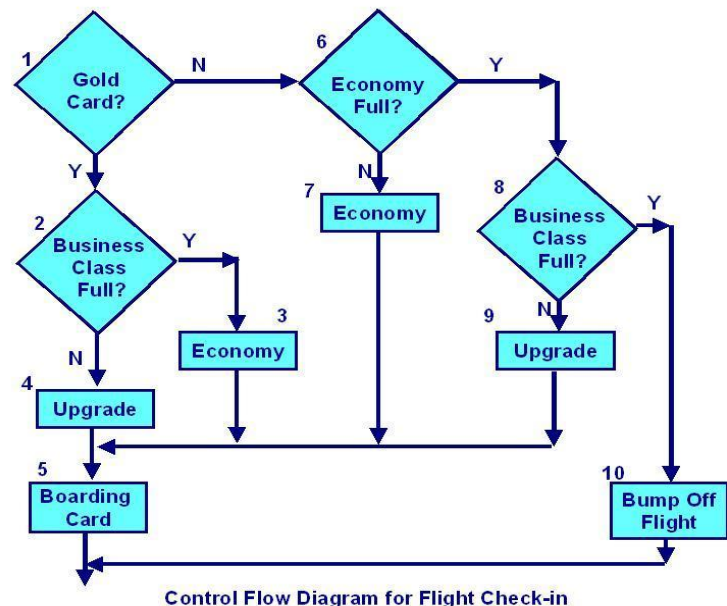 1
Gold
Card?
N
6
Economy
Full?
Y
Y
N
7
Economy
8
Business
Class
Full?
Y
2
Business
Class
Full?
Y
3
Economy
N
9
Upgrade
N
4
Upgrade
5
Boarding
Card
10
Bump Off
Flight
Control Flow Diagram for Flight Check-in